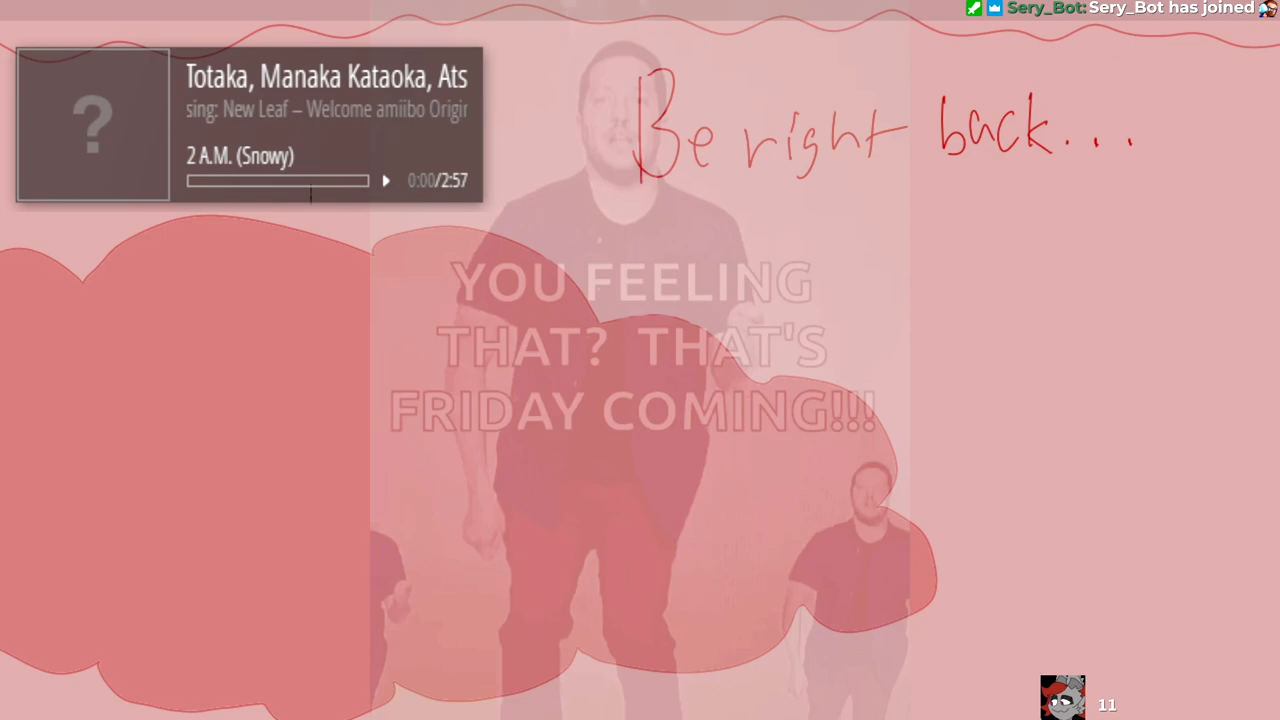 Sery_Bot: Sery_Bot has joined
Totaka, Manaka Kataoka, Ats
sing: New Leaf – Welcome amiibo Origir
2 A.M. (Snowy)
0:00/2:57
?
Be right back...
YOU FEELING
THAT? THAT'S
FRIDAY COMING!!!
11